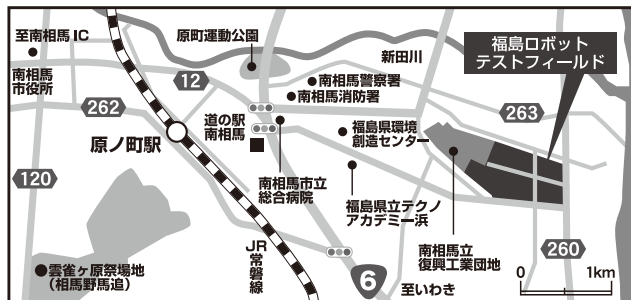 至南相馬IC
南相馬
市役所
原町運動公園
新田川
福島ロボット
テストフィールド
12
南相馬警察署
南相馬消防署
262
道の駅
南相馬
263
原ノ町駅
福島県環境
創造センター
120
南相馬市立
総合病院
福島県立テクノ
アカデミー浜
南相馬立
復興工業団地
260
雲雀ヶ原祭場地
(相馬野馬追)
JR
常磐線
6
至いわき
0 1km